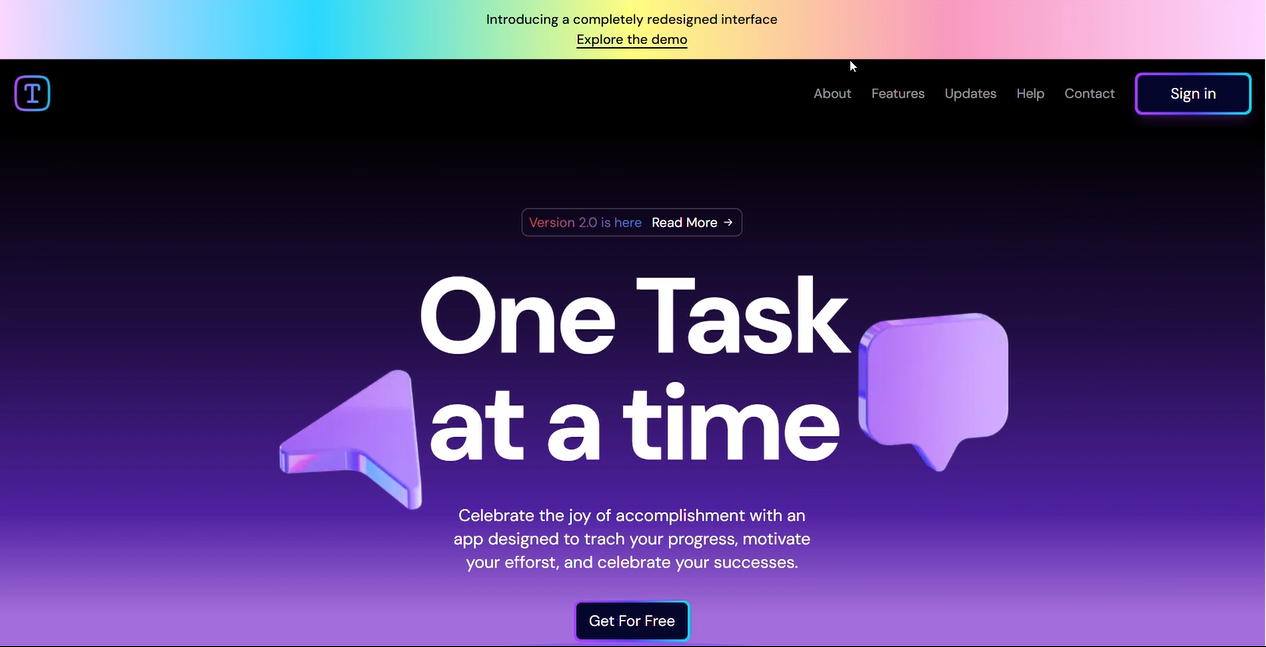 Introducing a completely redesigned interface
Explore the demo
T
About Features Updates Help Contact Sign in
Version 2.0 is here Read More →
One Task
at a time
Celebrate the joy of accomplishment with an
app designed to trach your progress, motivate
your efforst, and celebrate your successes.
Get For Free